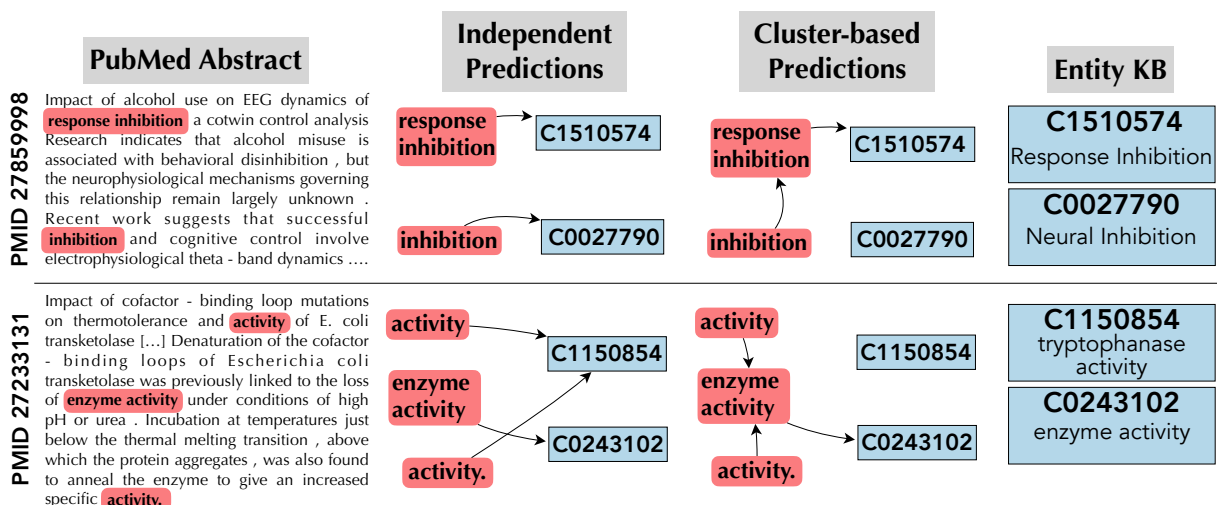 PubMed Abstract
Independent
Predictions
Cluster-based
Predictions
Entity KB
PMID 27859998
Impact of alcohol use on EEG dynamics of
response inhibition a cotwin control analysis
Research indicates that alcohol misuse is
associated with behavioral disinhibition , but
the neurophysiological mechanisms governing
this relationship remain largely unknown .
Recent work suggests that successful
inhibition and cognitive control involve
electrophysiological theta - band dynamics ....
response
inhibition
C1510574
inhibition
C0027790
response
inhibition
C1510574
inhibition
C0027790
C1510574
Response Inhibition
C0027790
Neural Inhibition
PMID 27233131
Impact of cofactor - binding loop mutations
on thermotolerance and activity of E. coli
transketolase [...] Denaturation of the cofactor
- binding loops of Escherichia coli
transketolase was previously linked to the loss
of enzyme activity under conditions of high
pH or urea . Incubation at temperatures just
below the thermal melting transition , above
which the protein aggregates , was also found
to anneal the enzyme to give an increased
specific activity.
activity
C1150854
enzyme
activity
C0243102
activity.
activity
C1150854
enzyme
activity
C0243102
activity.
C1150854
tryptophanase
activity
C0243102
enzyme activity